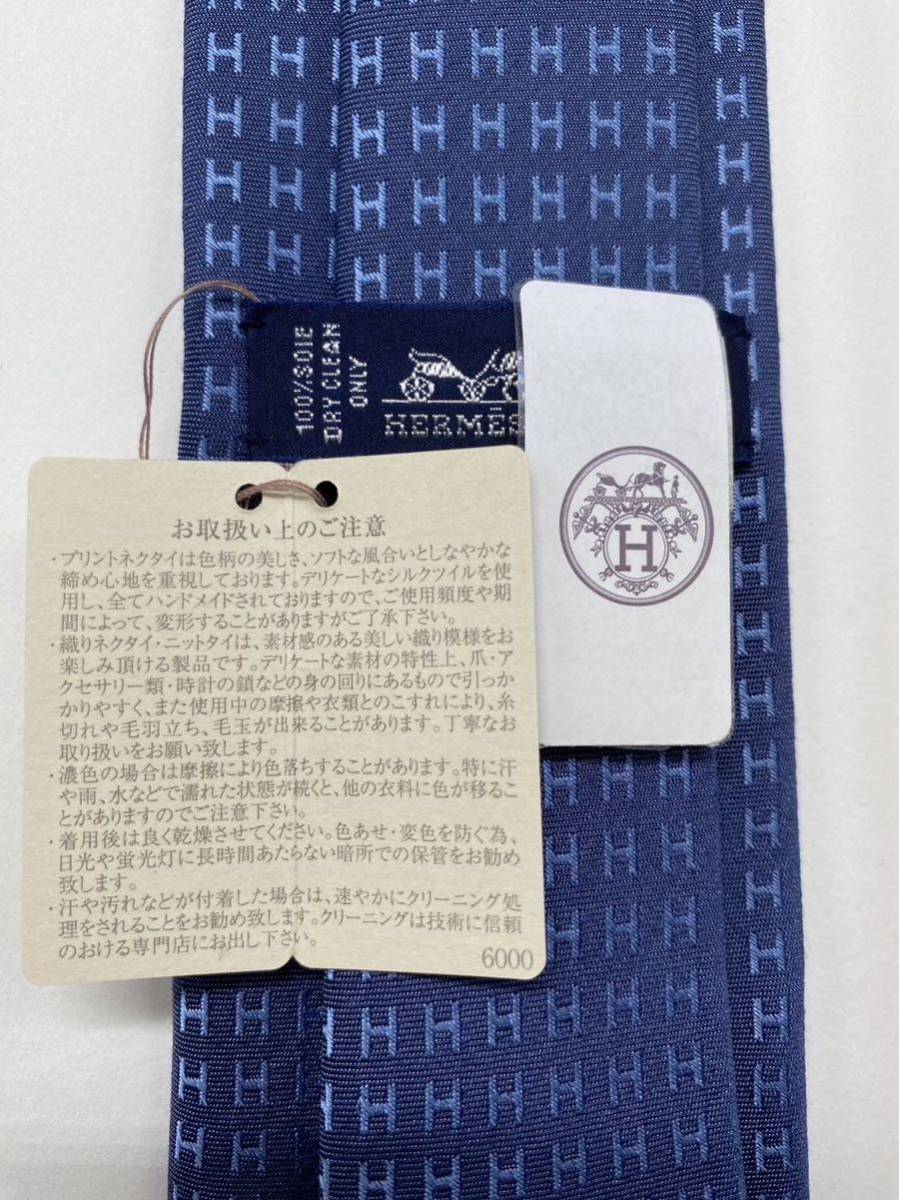 100%SOIE
DRY CLEAN
ONLY
HERMÈS
お取扱い上のご注意
・プリントネクタイは色柄の美しさ、ソフトな風合いとしなやかな
締め心地を重視しております。デリケートなシルクツイルを使
用し、全てハンドメイドされておりますので、ご使用頻度や期
間によって、変形することがありますがご了承下さい。
・織りネクタイ・ニットタイは、素材感のある美しい織り模様をお
楽しみ頂ける製品です。デリケートな素材の特性上、爪・ア
クセサリー類・時計の鎖などの身の回りにあるもので引っか
かりやすく、また使用中の摩擦や衣類とのこすれにより、糸
切れや毛羽立ち、毛玉が出来ることがあります。丁寧なお
取り扱いをお願い致します。
・濃色の場合は摩擦により色落ちすることがあります。特に汗
や雨、水などで濡れた状態が続くと、他の衣料に色が移るこ
とがありますのでご注意下さい。
・着用後は良く乾燥させてください。色あせ・変色を防ぐ為、
日光や蛍光灯に長時間あたらない暗所での保管をお勧め
致します。
・汗や汚れなどが付着した場合は、速やかにクリーニング処
理をされることをお勧め致します。クリーニングは技術に信頼
のおける専門店にお出し下さい。
6000
H